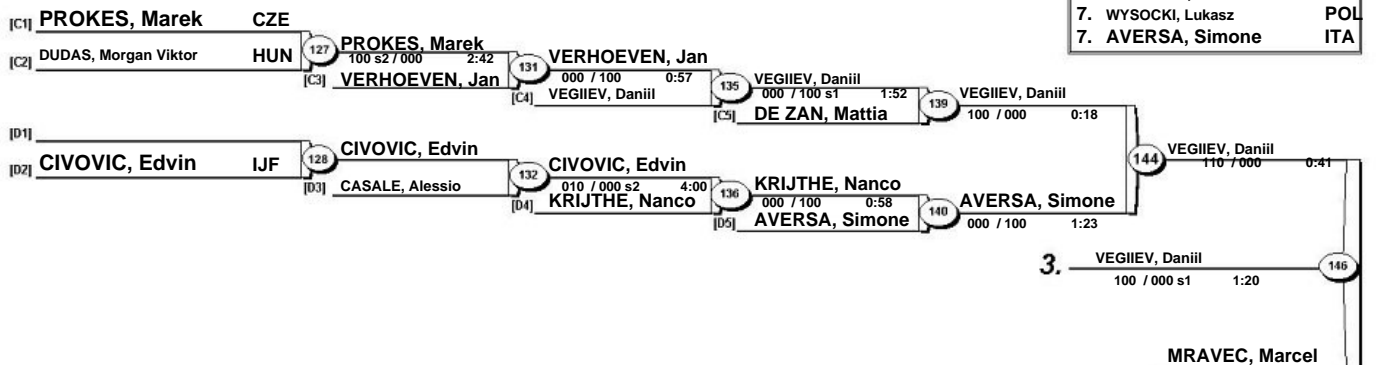 7. WYSOCKI, Lukasz POL
7. AVERSA, Simone ITA
[C1] PROKES, Marek CZE
[C2] DUDAS, Morgan Viktor HUN
127
PROKES, Marek
100 s2 / 000 2:42
[C3] VERHOEVEN, Jan
131
VERHOEVEN, Jan
000 / 100 0:57
[C4] VEGIIEV, Daniil
135
VEGIIEV, Daniil
000 / 100 s1 1:52
[C5] DE ZAN, Mattia
139
VEGIIEV, Daniil
100 / 000 0:18
[D1]
[D2] CIVOVIC, Edvin IJF
128
CIVOVIC, Edvin
[D3] CASALE, Alessio
132
CIVOVIC, Edvin
010 / 000 s2 4:00
[D4] KRIJTHE, Nanco
136
KRIJTHE, Nanco
000 / 100 0:58
[D5] AVERSA, Simone
140
AVERSA, Simone
000 / 100 1:23
144
VEGIIEV, Daniil
110 / 000 0:41
3. VEGIIEV, Daniil
100 / 000 s1 1:20
146
MRAVEC, Marcel